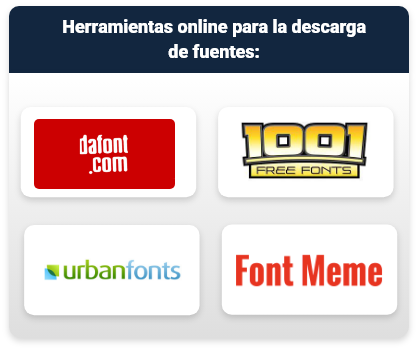 Herramientas online para la descarga
de fuentes:
dafont
.com
1001
FREE FONTS
urbanfonts
Font Meme